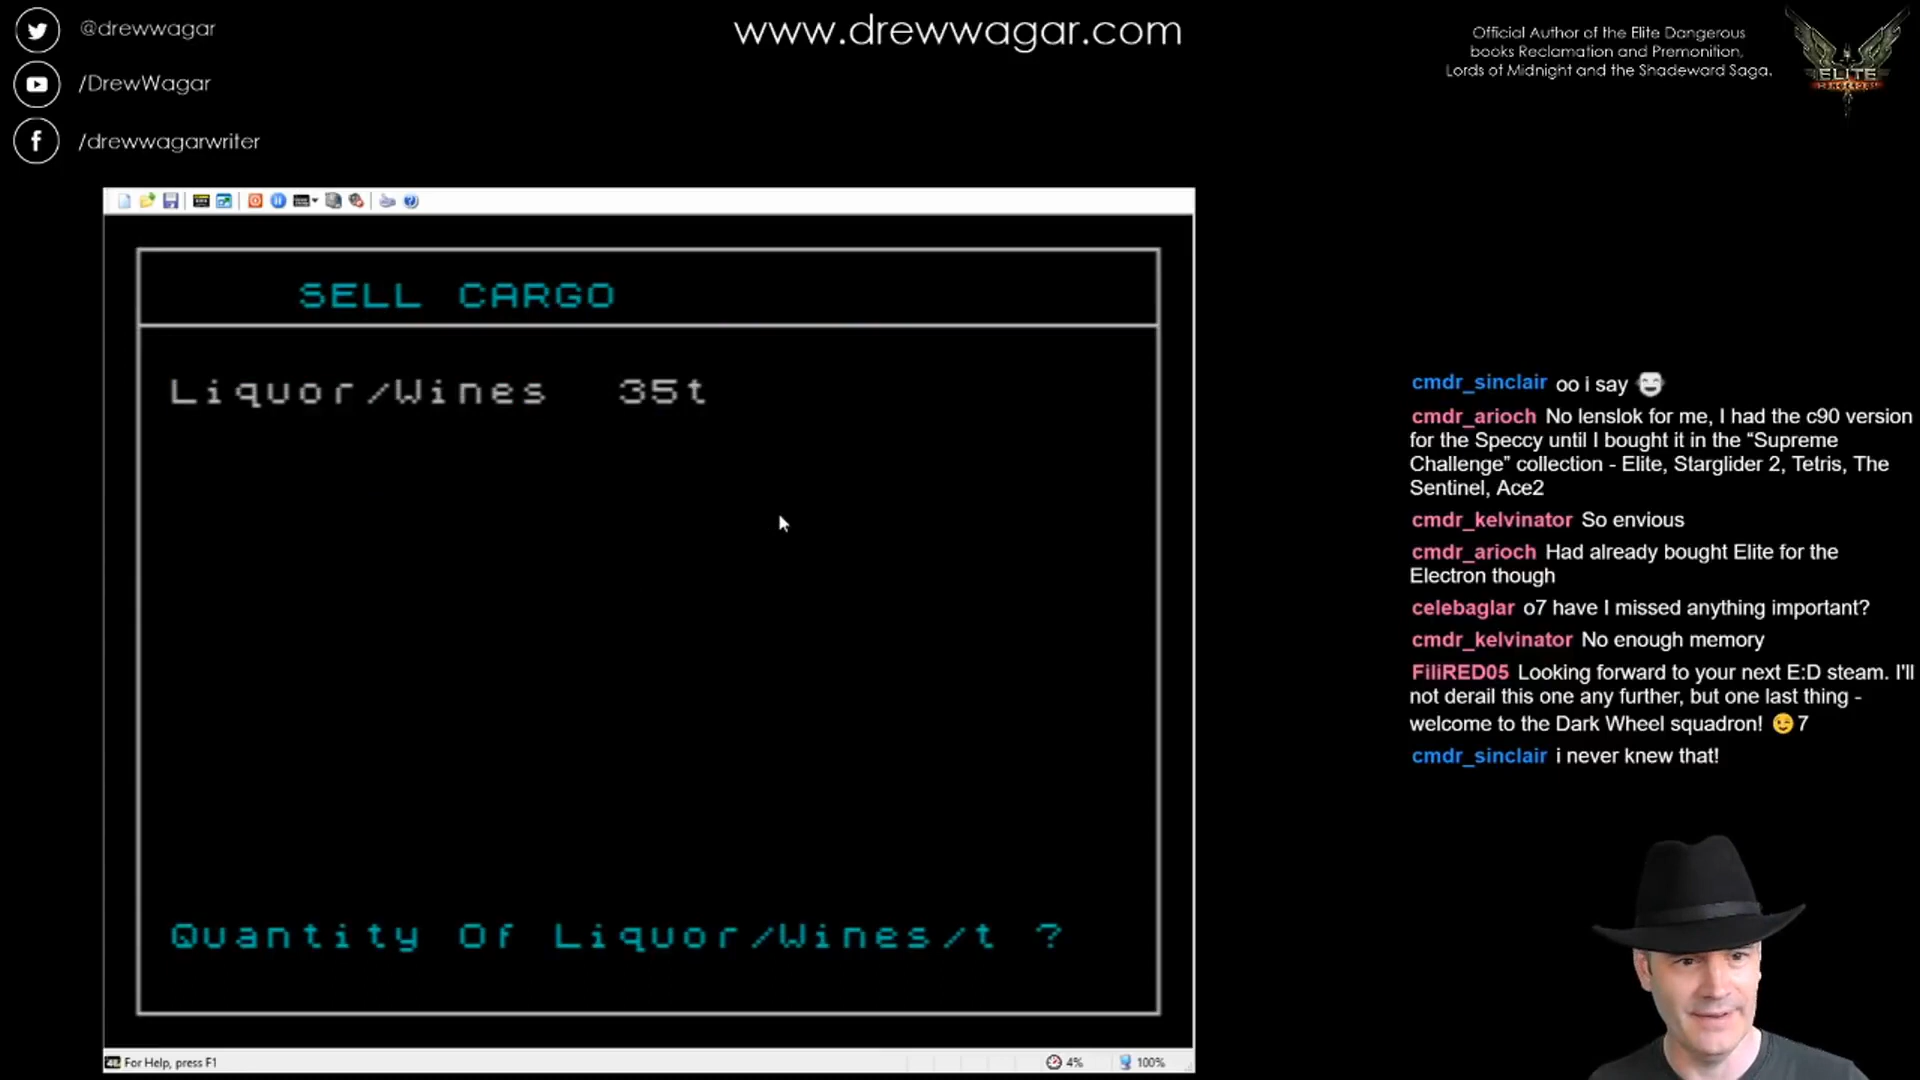 @drewwagar
/DrewWagar
/drewwagarwriter
www.drewwagar.com
Official Author of the Elite Dangerous
books Reclamation and Premonition,
Lords of Midnight and the Shadeward Saga.
ELITE
DANGEROUS
SELL CARGO
Liquor/Wines 35t
Quantity Of Liquor/Wines/t ?
For Help, press F1
4%
100%
cmdr_sinclair oo i say
cmdr_arioch No lenslok for me, I had the c90 version
for the Speccy until I bought it in the “Supreme
Challenge” collection - Elite, Starglider 2, Tetris, The
Sentinel, Ace2
cmdr_kelvinator So envious
cmdr_arioch Had already bought Elite for the
Electron though
celebaglar o7 have I missed anything important?
cmdr_kelvinator No enough memory
FiliRED05 Looking forward to your next E:D steam. I'll
not derail this one any further, but one last thing -
welcome to the Dark Wheel squadron! 😉7
cmdr_sinclair i never knew that!